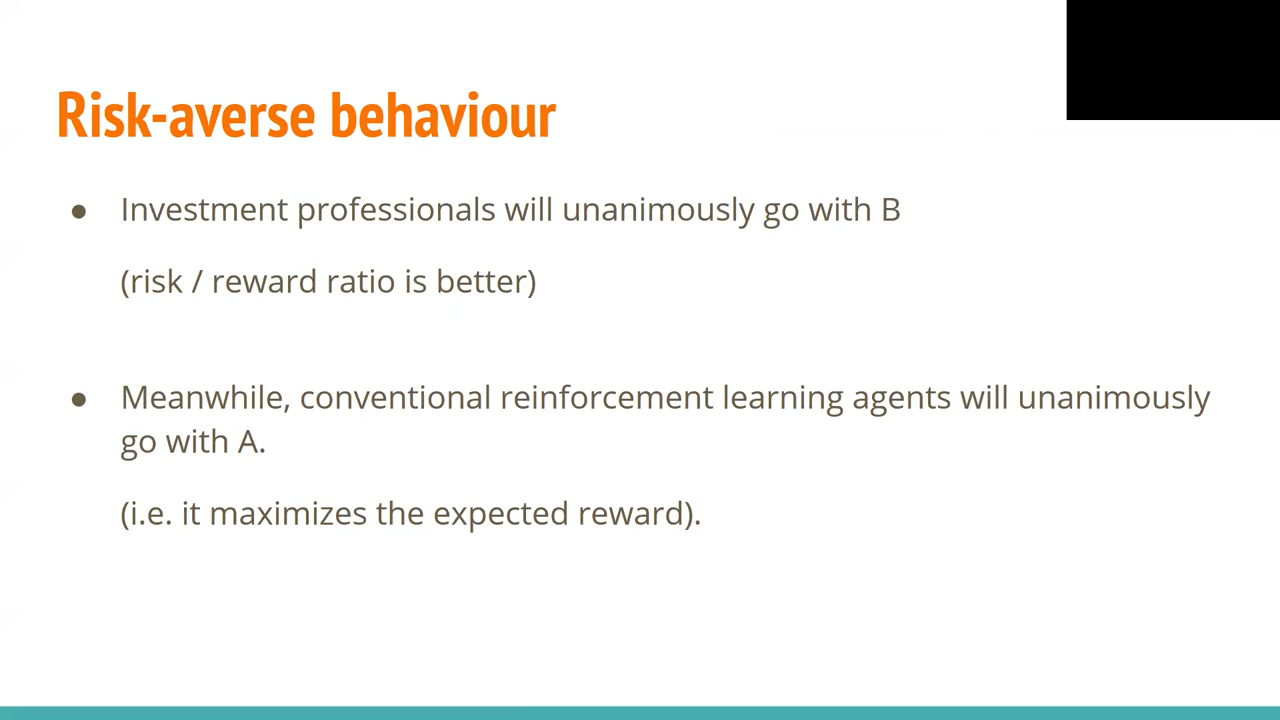 Risk-averse behaviour
● Investment professionals will unanimously go with B
(risk / reward ratio is better)
● Meanwhile, conventional reinforcement learning agents will unanimously
go with A.
(i.e. it maximizes the expected reward).